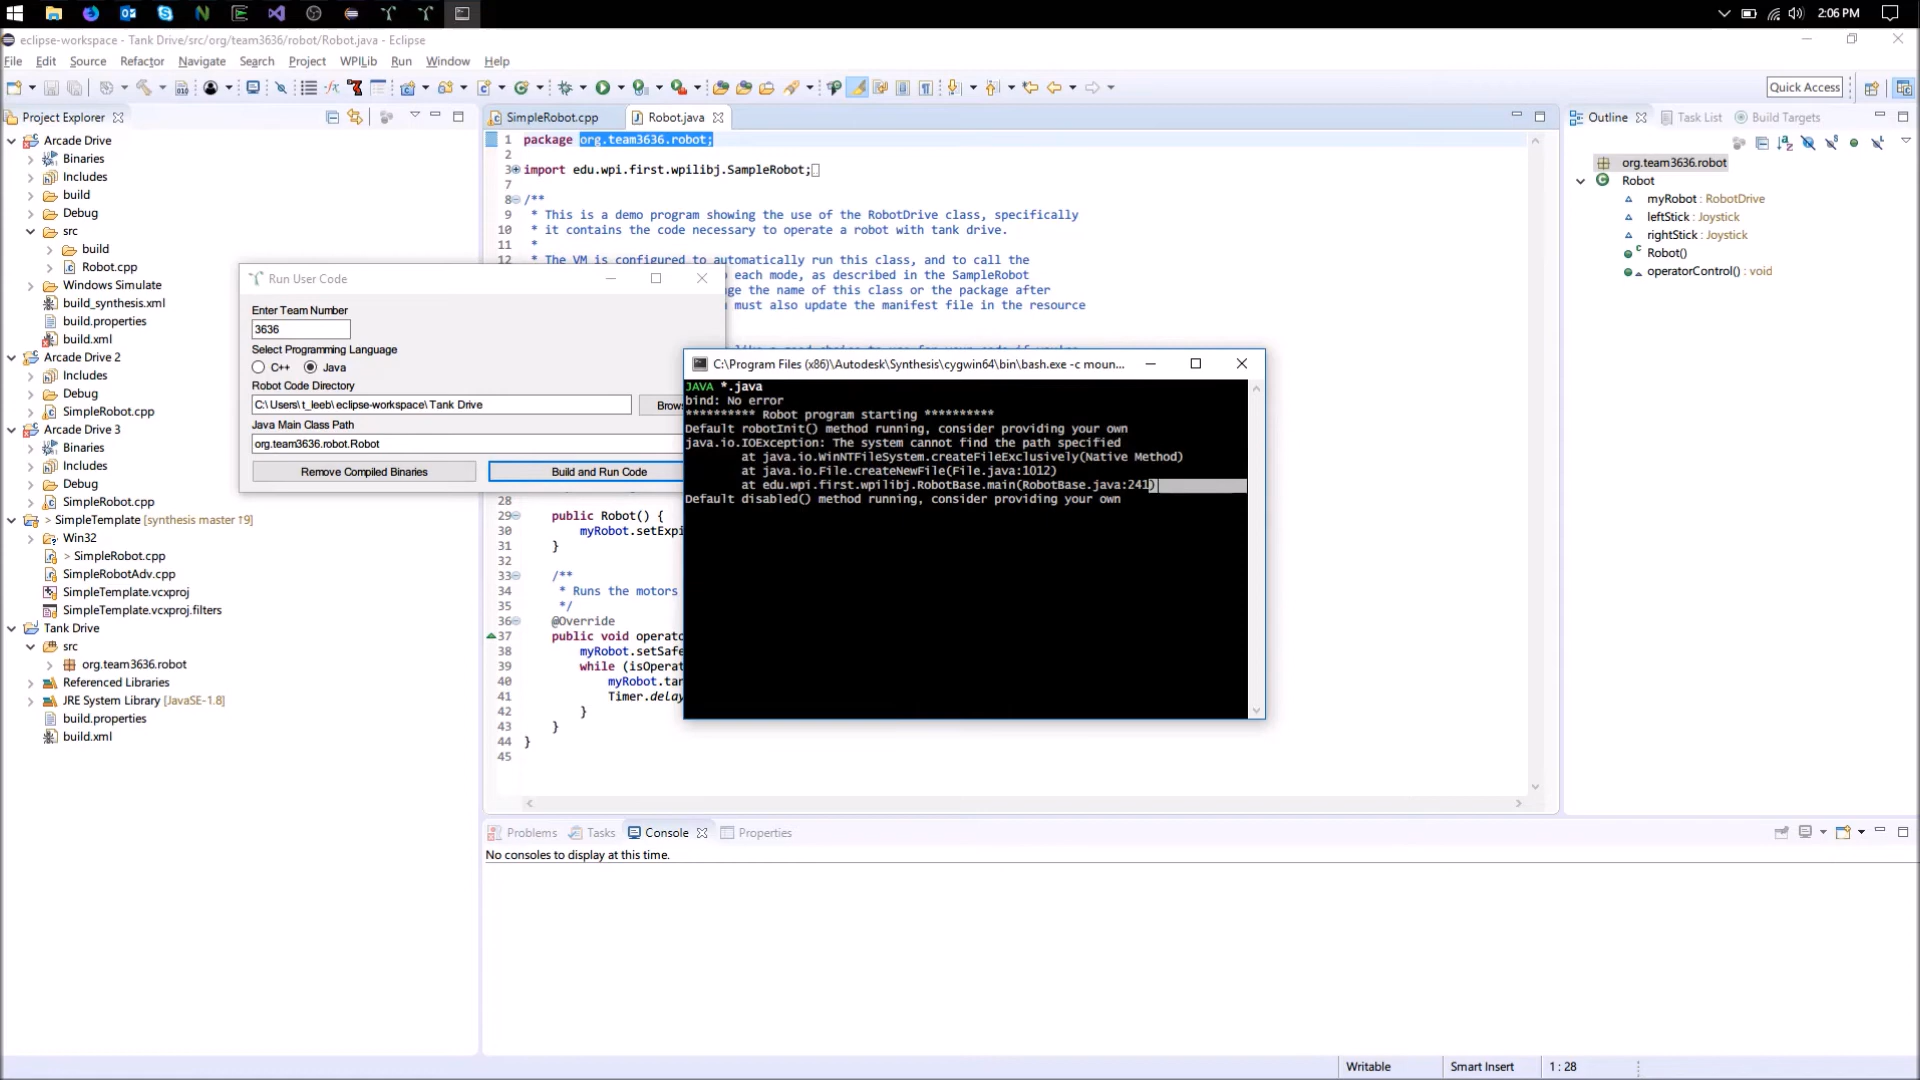 2:06 PM
eclipse-workspace - Tank Drive/src/org/team3636/robot/Robot.java - Eclipse
File Edit Source Refactor Navigate Search Project WPILib Run Window Help
Quick Access
Project Explorer
Arcade Drive
Binaries
Includes
build
Debug
src
build
Robot.cpp
Windows Simulate
build_synthesis.xml
build.properties
build.xml
Arcade Drive 2
Includes
Debug
SimpleRobot.cpp
Arcade Drive 3
Binaries
Includes
Debug
SimpleRobot.cpp
> SimpleTemplate [synthesis master ↑9]
Win32
> SimpleRobot.cpp
SimpleRobotAdv.cpp
SimpleTemplate.vcxproj
SimpleTemplate.vcxproj.filters
Tank Drive
src
org.team3636.robot
Referenced Libraries
JRE System Library [JavaSE-1.8]
build.properties
build.xml
SimpleRobot.cpp Robot.java
1 package org.team3636.robot;
2
3 import edu.wpi.first.wpilibj.SampleRobot;
7
8 /**
9 * This is a demo program showing the use of the RobotDrive class, specifically
10 * it contains the code necessary to operate a robot with tank drive.
11 *
12 * The VM is configured to automatically run this class, and to call the
each mode, as described in the SampleRobot
ge the name of this class or the package after
must also update the manifest file in the resource
28
29 public Robot() {
30 myRobot.setExpi
31 }
32
33 /**
34 * Runs the motors
35 */
36 @Override
37 public void operato
38 myRobot.setSafe
39 while (isOperat
40 myRobot.tan
41 Timer.delay
42 }
43 }
44 }
45
Run User Code
Enter Team Number
3636
Select Programming Language
C++ Java
Robot Code Directory
C:\Users\t_leeb\eclipse-workspace\Tank Drive
Brows
Java Main Class Path
org.team3636.robot.Robot
Remove Compiled Binaries
Build and Run Code
C:\Program Files (x86)\Autodesk\Synthesis\cygwin64\bin\bash.exe -c moun...
JAVA *.java
bind: No error
********** Robot program starting **********
Default robotInit() method running, consider providing your own
java.io.IOException: The system cannot find the path specified
at java.io.WinNTFileSystem.createFileExclusively(Native Method)
at java.io.File.createNewFile(File.java:1012)
at edu.wpi.first.wpilibj.RobotBase.main(RobotBase.java:241)
Default disabled() method running, consider providing your own
Outline Task List Build Targets
org.team3636.robot
Robot
myRobot : RobotDrive
leftStick : Joystick
rightStick : Joystick
Robot()
operatorControl() : void
Problems Tasks Console Properties
No consoles to display at this time.
Writable
Smart Insert
1 : 28